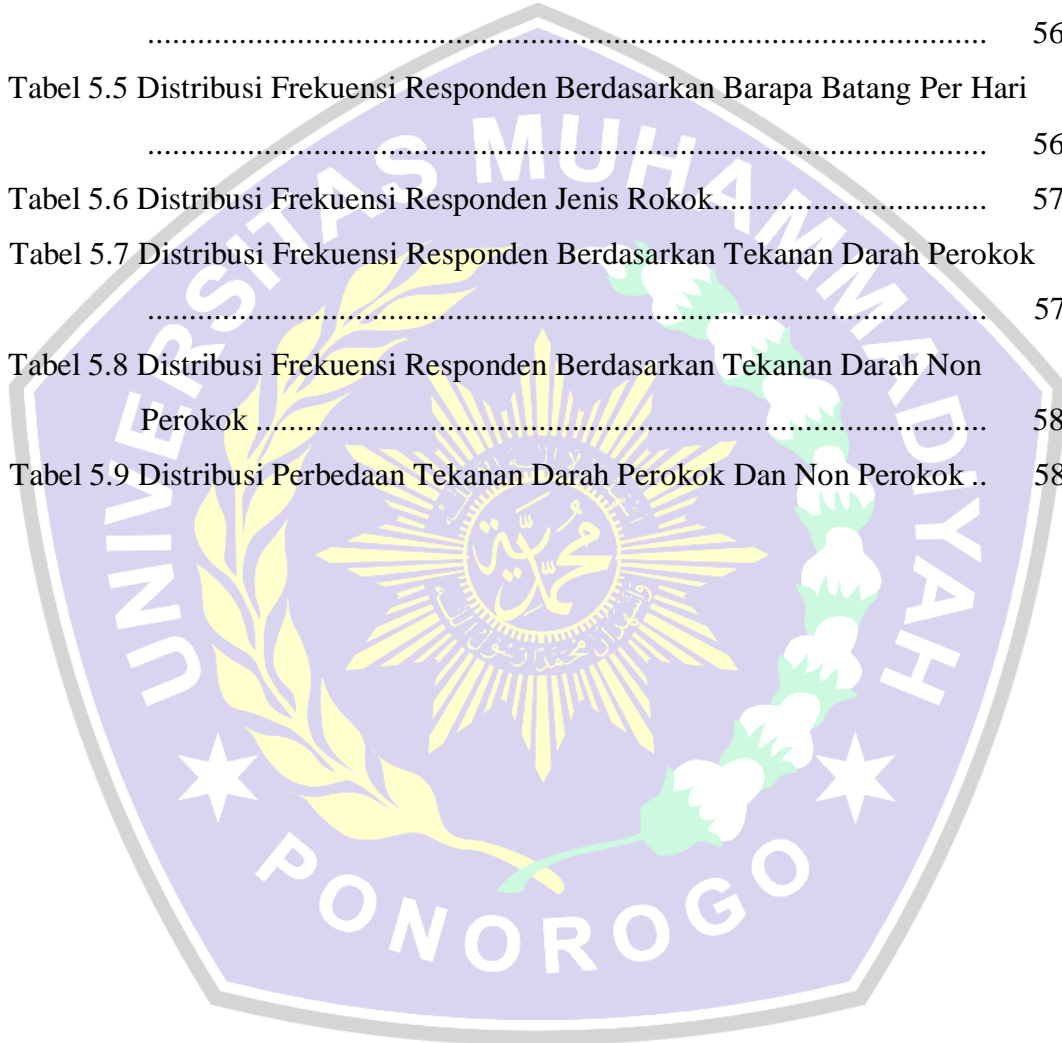 ........................................................................................................ 56
Tabel 5.5 Distribusi Frekuensi Responden Berdasarkan Barapa Batang Per Hari
........................................................................................................ 56
Tabel 5.6 Distribusi Frekuensi Responden Jenis Rokok.................................. 57
Tabel 5.7 Distribusi Frekuensi Responden Berdasarkan Tekanan Darah Perokok
........................................................................................................ 57
Tabel 5.8 Distribusi Frekuensi Responden Berdasarkan Tekanan Darah Non
Perokok .......................................................................................... 58
Tabel 5.9 Distribusi Perbedaan Tekanan Darah Perokok Dan Non Perokok .. 58
UNIVERSITAS MUHAMMADIYAH
PONOROGO
محمدية